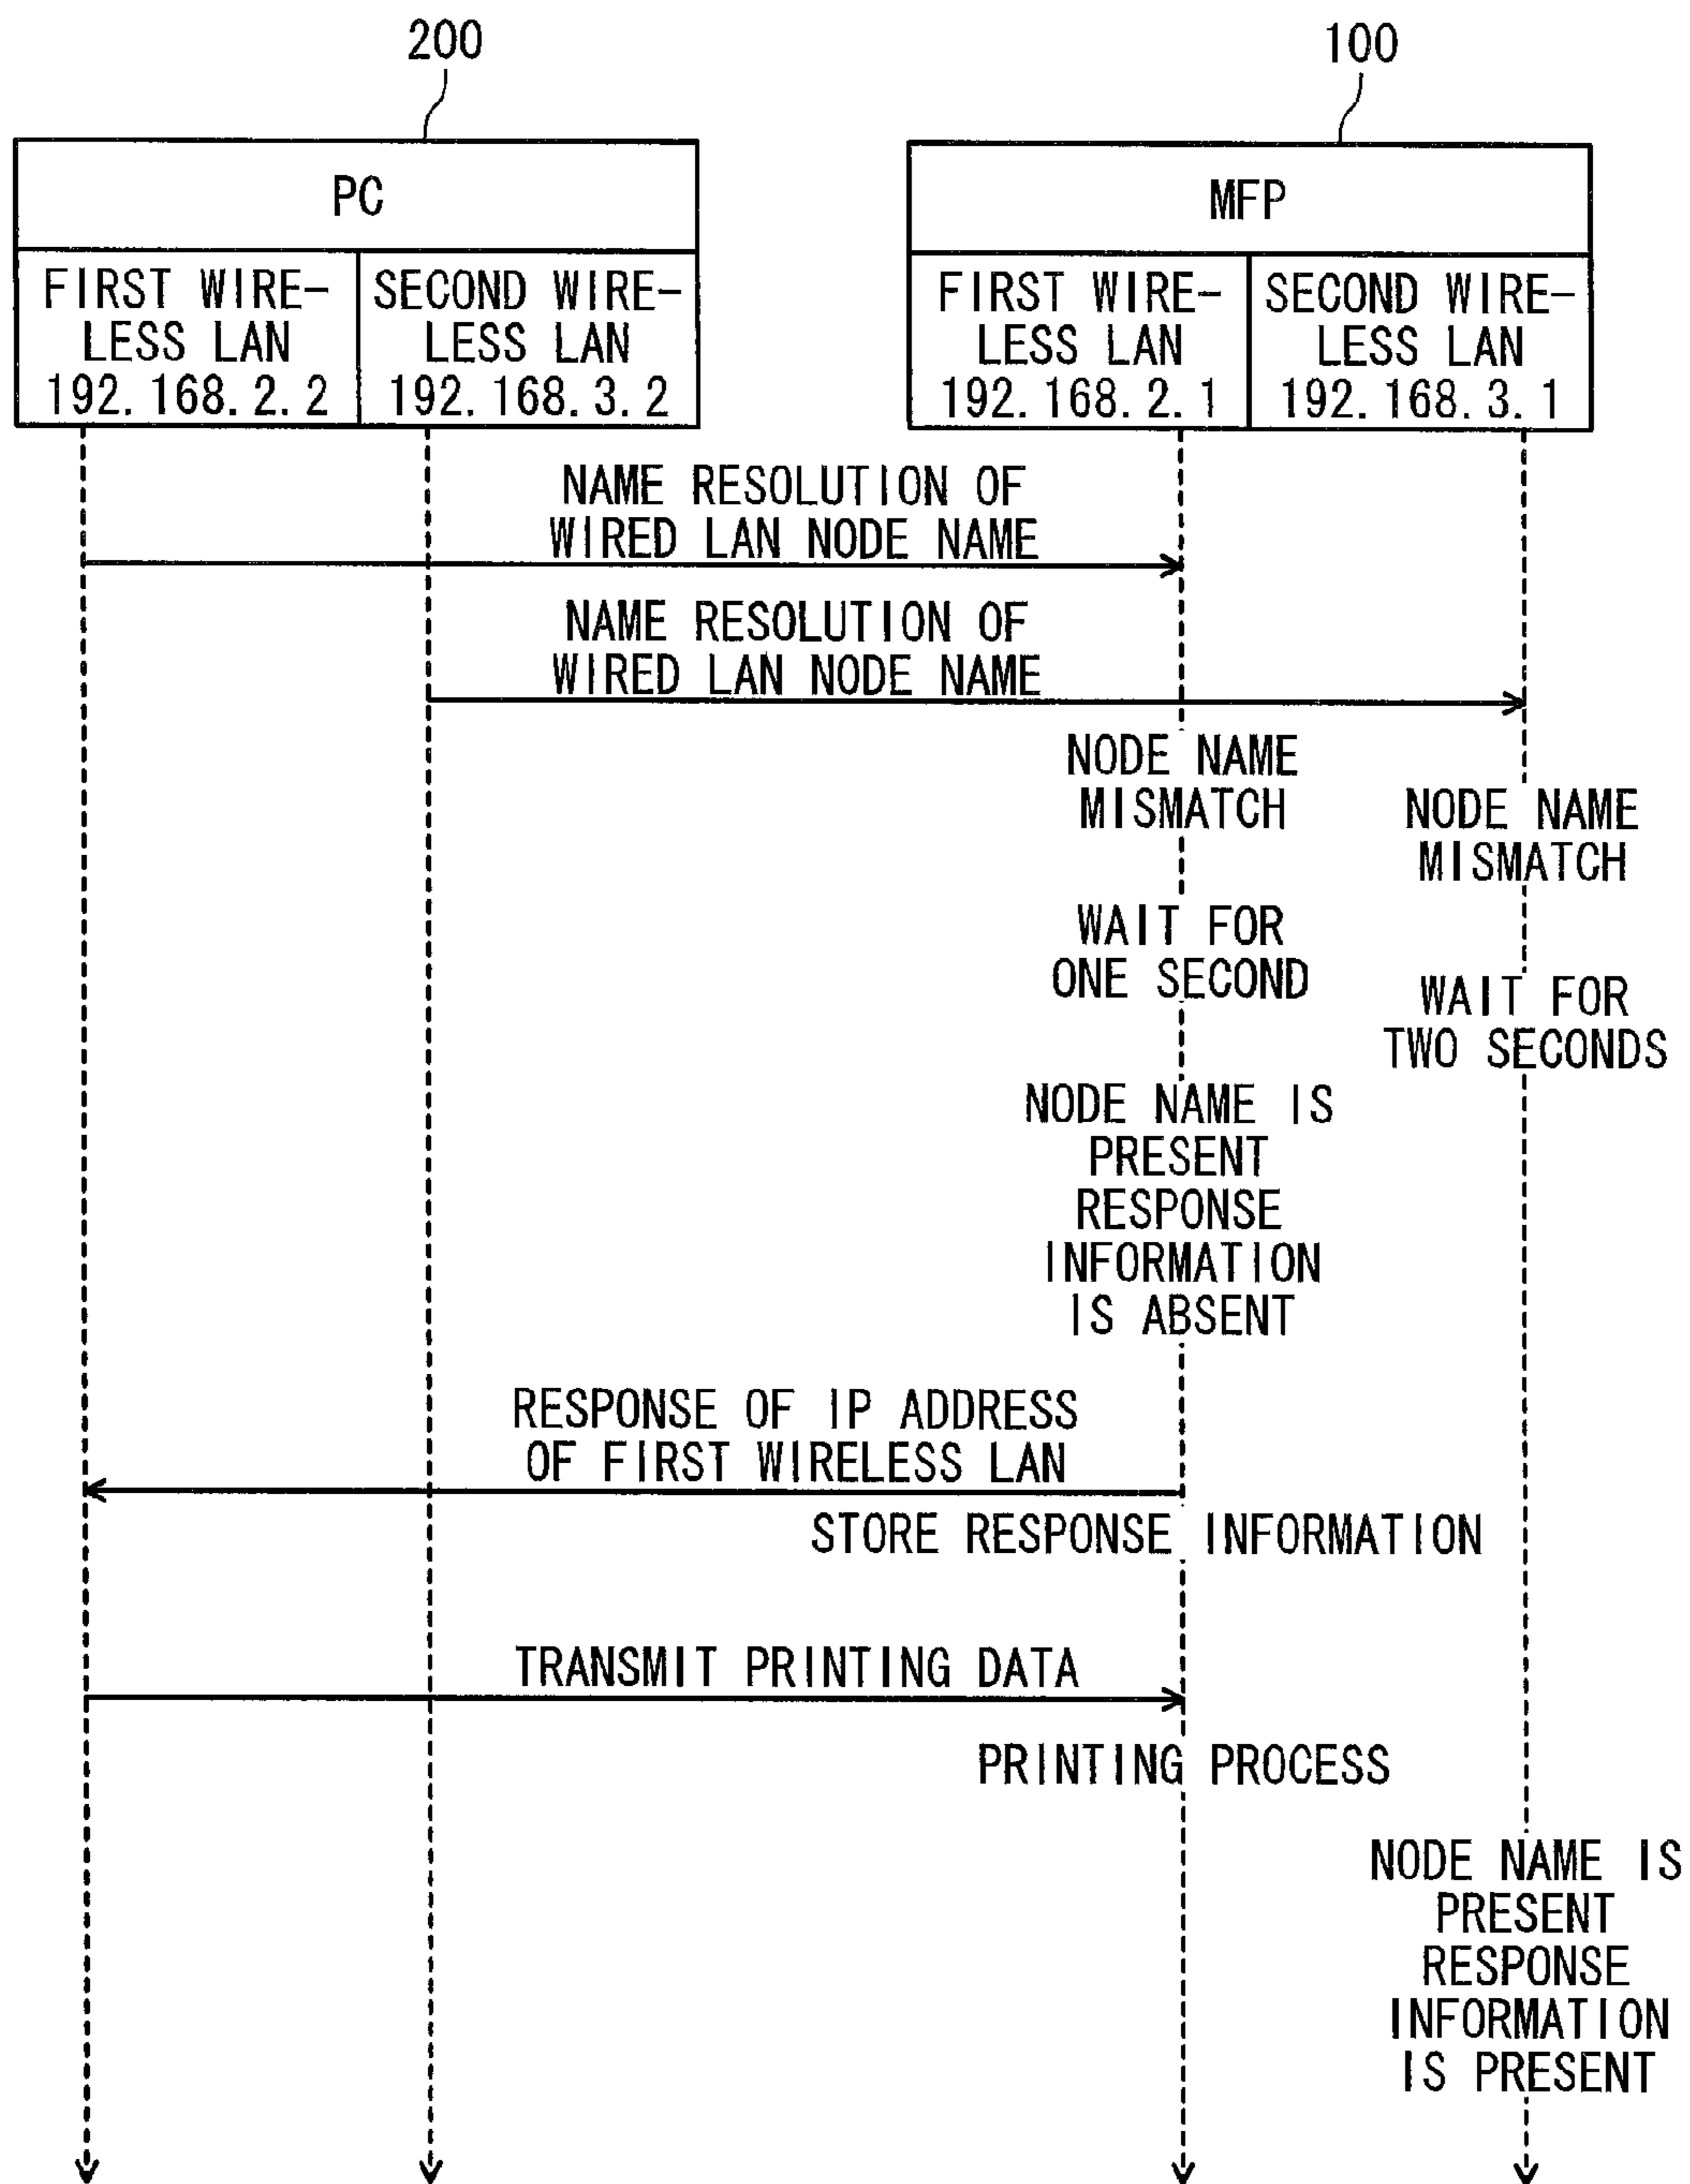 200
100
PC
MFP
FIRST WIRE-
LESS LAN
192.168.2.2
SECOND WIRE-
LESS LAN
192.168.3.2
FIRST WIRE-
LESS LAN
192.168.2.1
SECOND WIRE-
LESS LAN
192.168.3.1
NAME RESOLUTION OF
WIRED LAN NODE NAME
NAME RESOLUTION OF
WIRED LAN NODE NAME
NODE NAME
MISMATCH
NODE NAME
MISMATCH
WAIT FOR
ONE SECOND
WAIT FOR
TWO SECONDS
NODE NAME IS
PRESENT
RESPONSE
INFORMATION
IS ABSENT
RESPONSE OF IP ADDRESS
OF FIRST WIRELESS LAN
STORE RESPONSE INFORMATION
TRANSMIT PRINTING DATA
PRINTING PROCESS
NODE NAME IS
PRESENT
RESPONSE
INFORMATION
IS PRESENT